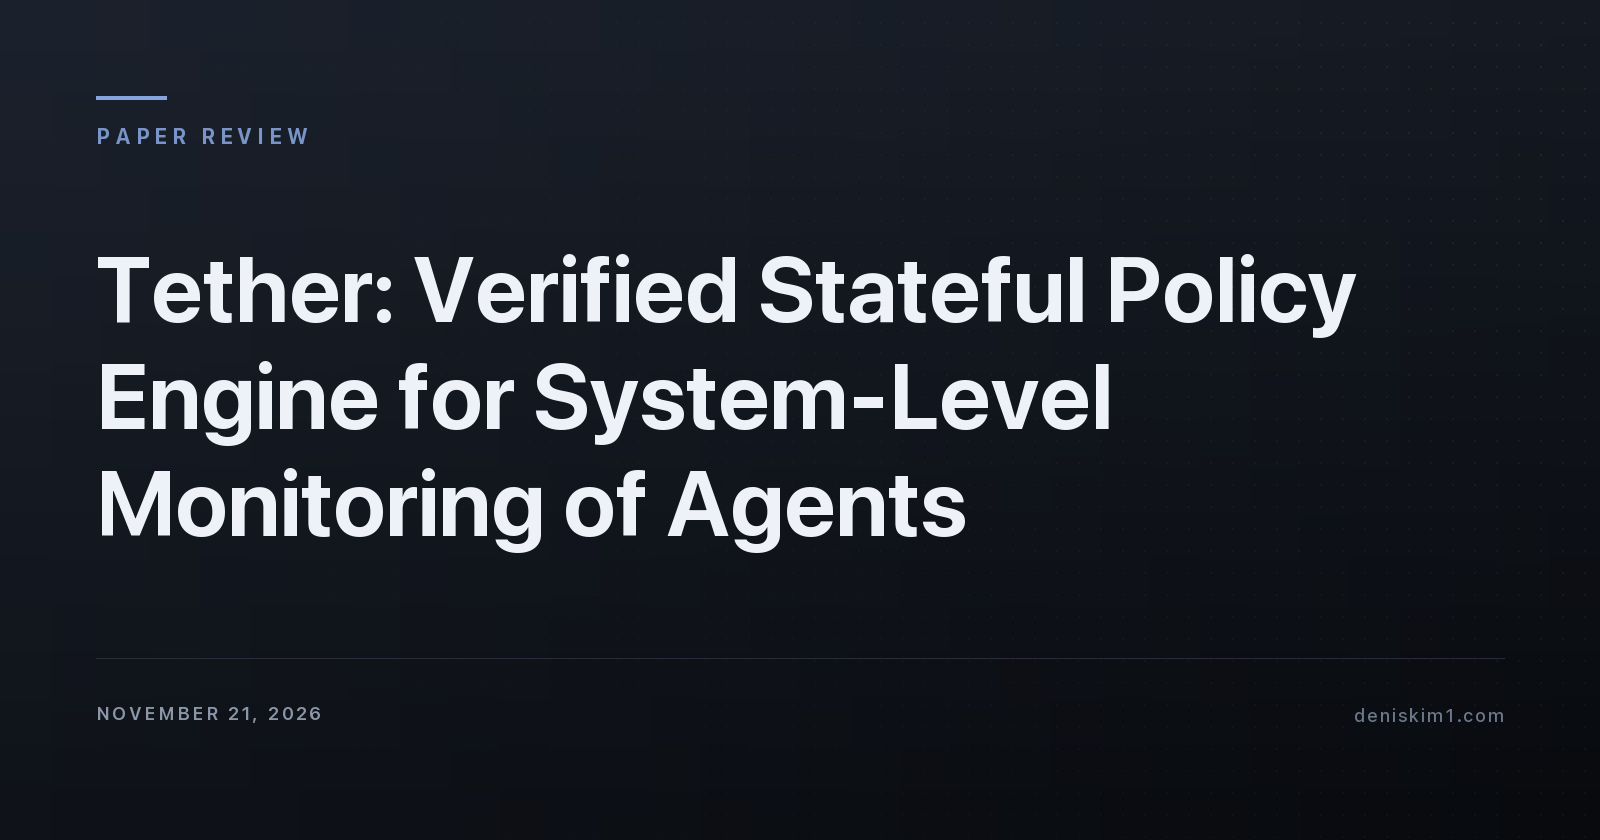 PAPER REVIEW
Tether: Verified Stateful Policy
Engine for System-Level
Monitoring of Agents
NOVEMBER 21, 2026
deniskim1.com